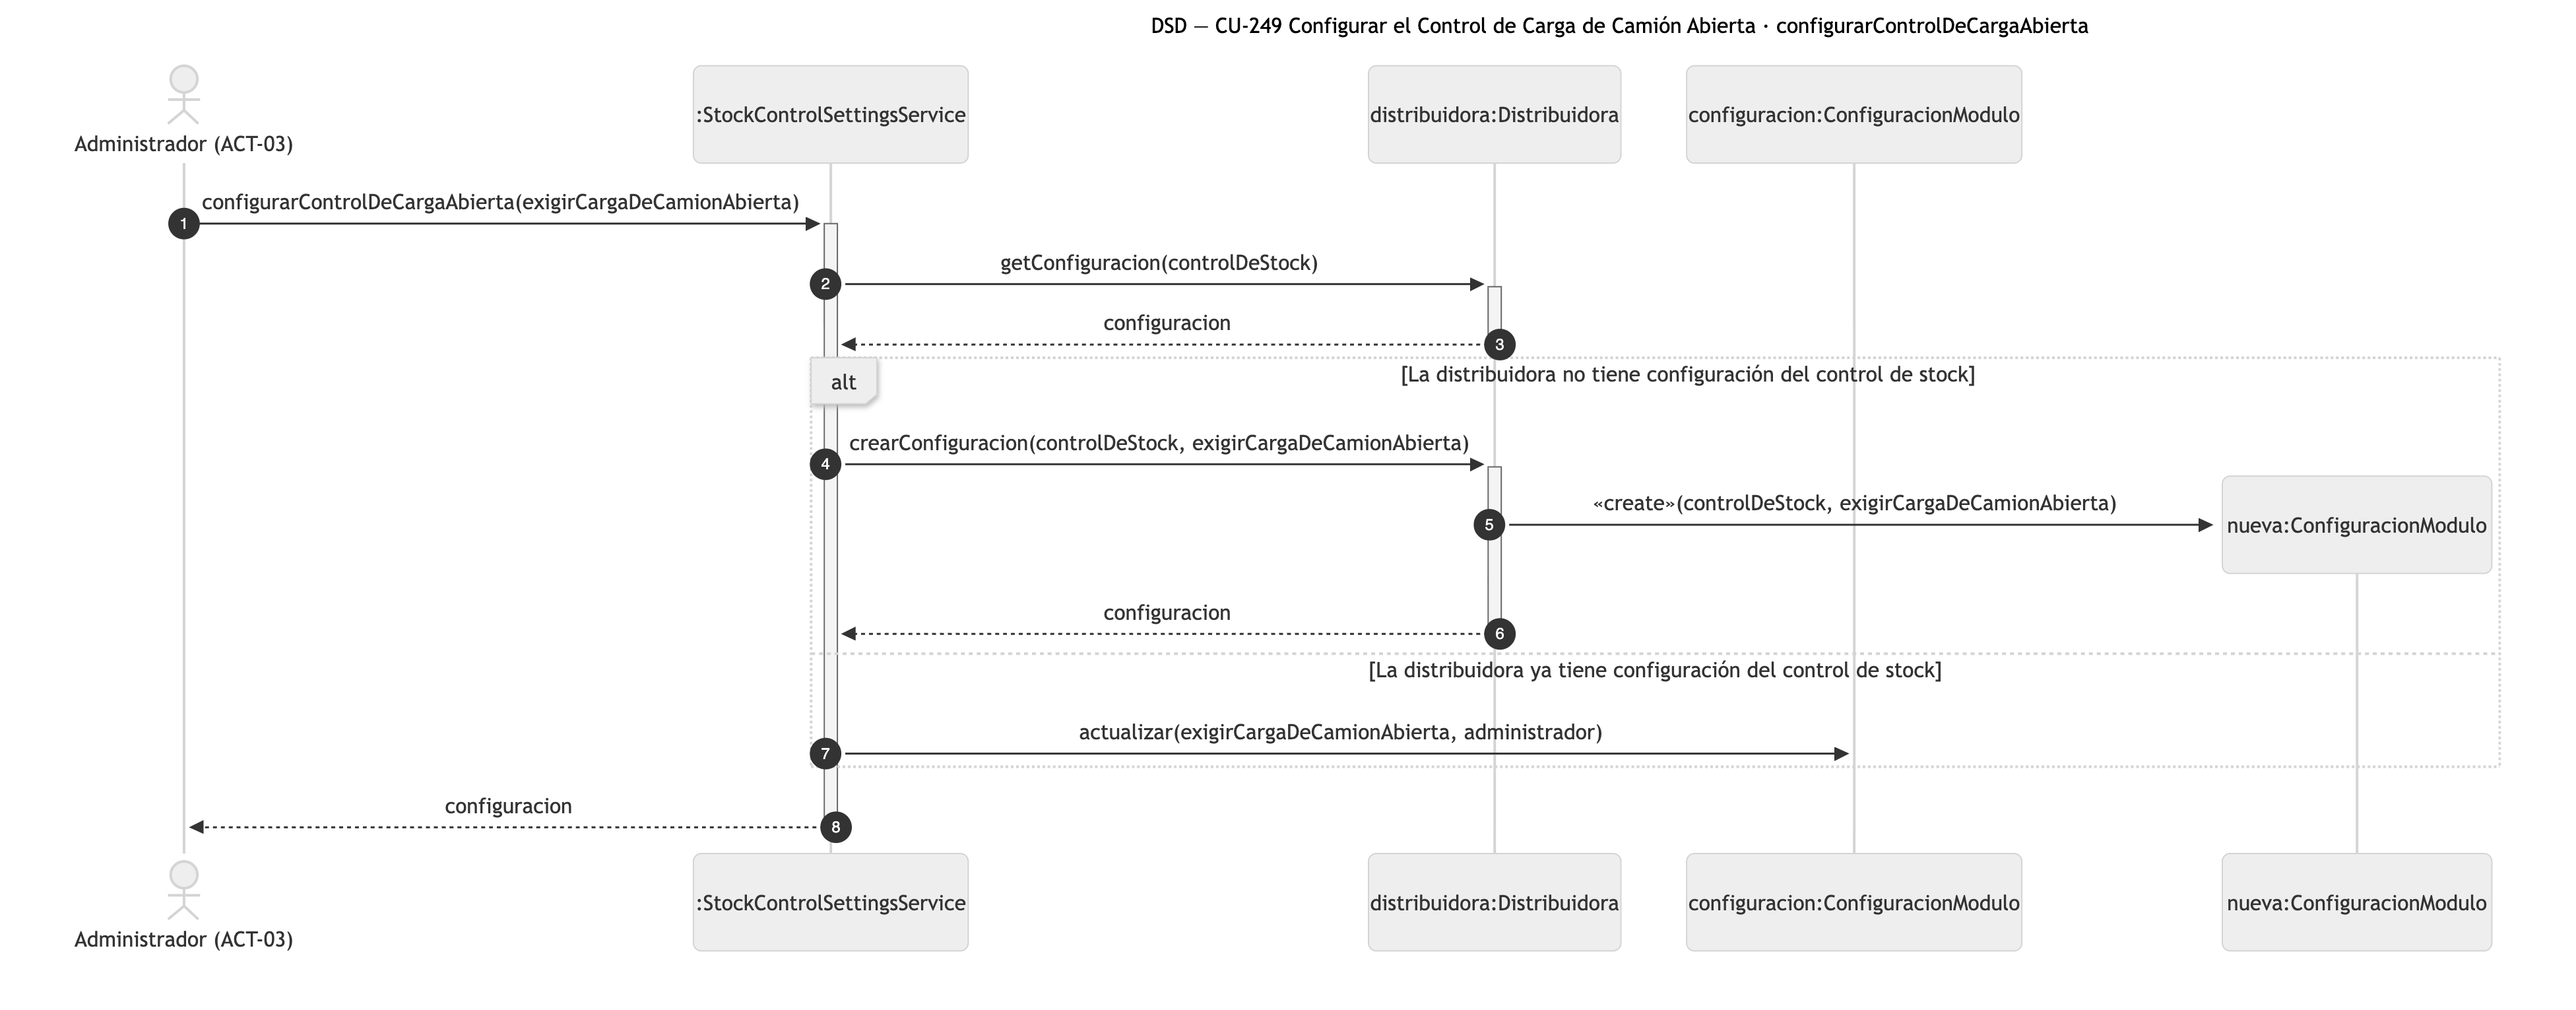 DSD — CU-249 Configurar el Control de Carga de Camión Abierta · configurarControlDeCargaAbierta
Administrador (ACT-03)
:StockControlSettingsService
distribuidora:Distribuidora
configuracion:ConfiguracionModulo
configurarControlDeCargaAbierta(exigirCargaDeCamionAbierta)
1
getConfiguracion(controlDeStock)
2
configuracion
3
alt
[La distribuidora no tiene configuración del control de stock]
crearConfiguracion(controlDeStock, exigirCargaDeCamionAbierta)
4
«create»(controlDeStock, exigirCargaDeCamionAbierta)
5
nueva:ConfiguracionModulo
configuracion
6
[La distribuidora ya tiene configuración del control de stock]
actualizar(exigirCargaDeCamionAbierta, administrador)
7
configuracion
8
Administrador (ACT-03)
:StockControlSettingsService
distribuidora:Distribuidora
configuracion:ConfiguracionModulo
nueva:ConfiguracionModulo